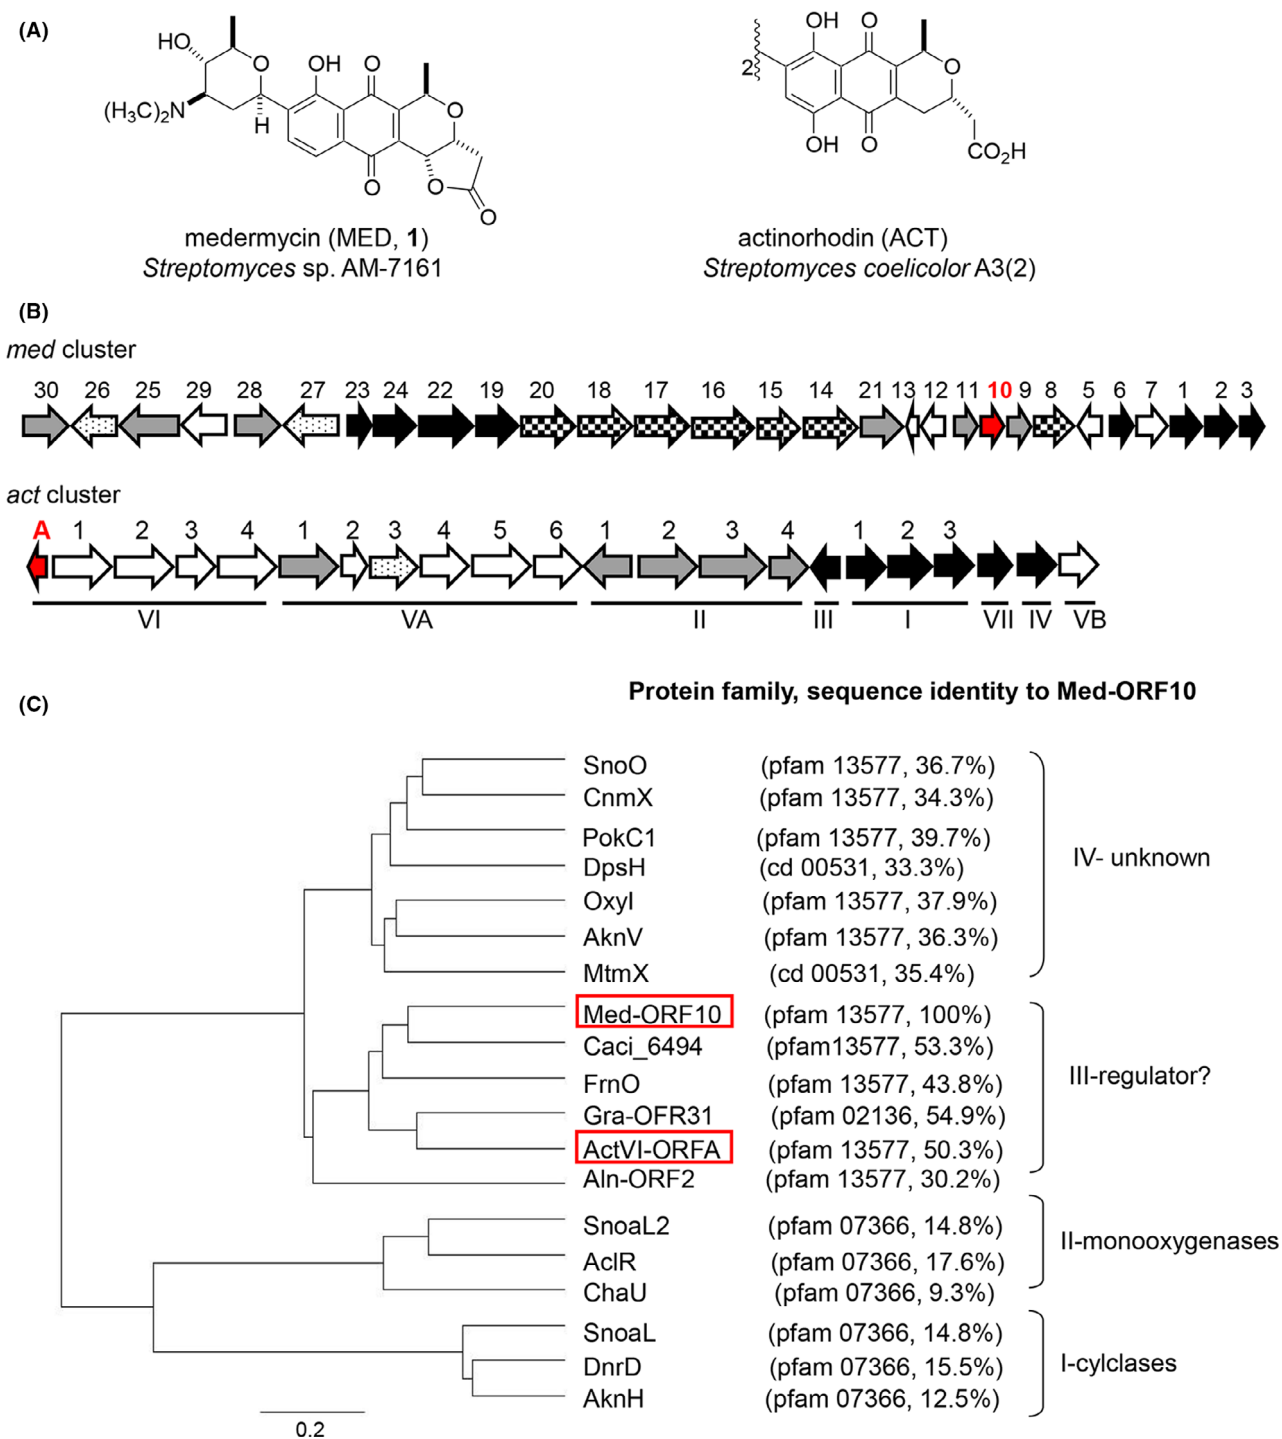 (A)
HO
O
OH
O
O
(H3C)2N
H
O
O
O
medermycin (MED, 1)
Streptomyces sp. AM-7161
2
OH
O
O
OH
O
CO2H
actinorhodin (ACT)
Streptomyces coelicolor A3(2)
(B)
med cluster
30 26 25 29 28 27 23 24 22 19 20 18 17 16 15 14 21 13 12 11 10 9 8 5 6 7 1 2 3
act cluster
A 1 2 3 4 1 2 3 4 5 6 1 2 3 4 1 2 3
VI VA II III I VII IV VB
(C)
Protein family, sequence identity to Med-ORF10
SnoO (pfam 13577, 36.7%)
CnmX (pfam 13577, 34.3%)
PokC1 (pfam 13577, 39.7%)
DpsH (cd 00531, 33.3%)
OxyI (pfam 13577, 37.9%)
AknV (pfam 13577, 36.3%)
MtmX (cd 00531, 35.4%)
IV- unknown
Med-ORF10 (pfam 13577, 100%)
Caci_6494 (pfam13577, 53.3%)
FrnO (pfam 13577, 43.8%)
Gra-OFR31 (pfam 02136, 54.9%)
ActVI-ORFA (pfam 13577, 50.3%)
Aln-ORF2 (pfam 13577, 30.2%)
III-regulator?
SnoaL2 (pfam 07366, 14.8%)
AclR (pfam 07366, 17.6%)
ChaU (pfam 07366, 9.3%)
II-monooxygenases
SnoaL (pfam 07366, 14.8%)
DnrD (pfam 07366, 15.5%)
AknH (pfam 07366, 12.5%)
I-cylclases
0.2